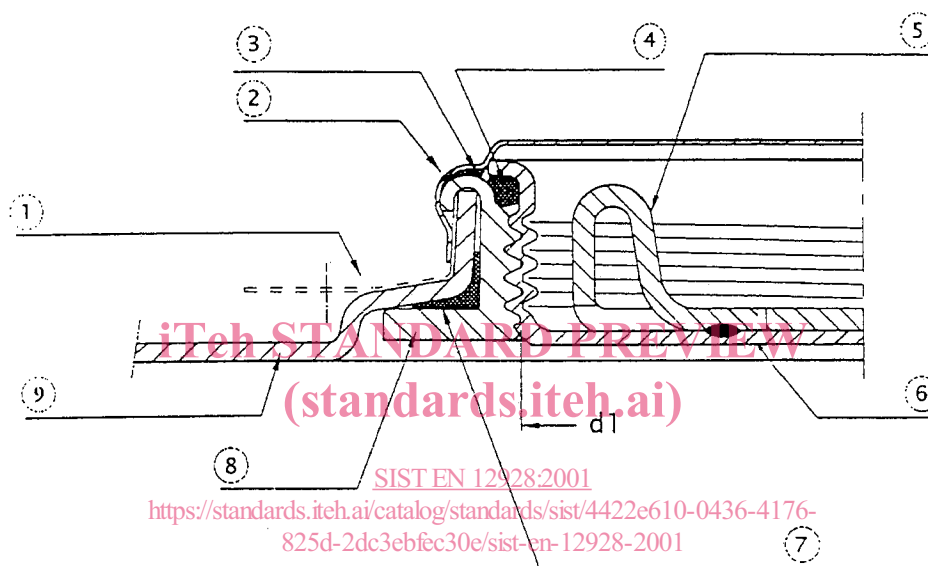 3
4
5
2
1
iTeh STANDARD PREVIEW
9
(standards.iteh.ai)
6
d1
8
SIST EN 12928:2001
https://standards.iteh.ai/catalog/standards/sist/4422e610-0436-4176-
825d-2dc3ebfec30e/sist-en-12928-2001
7